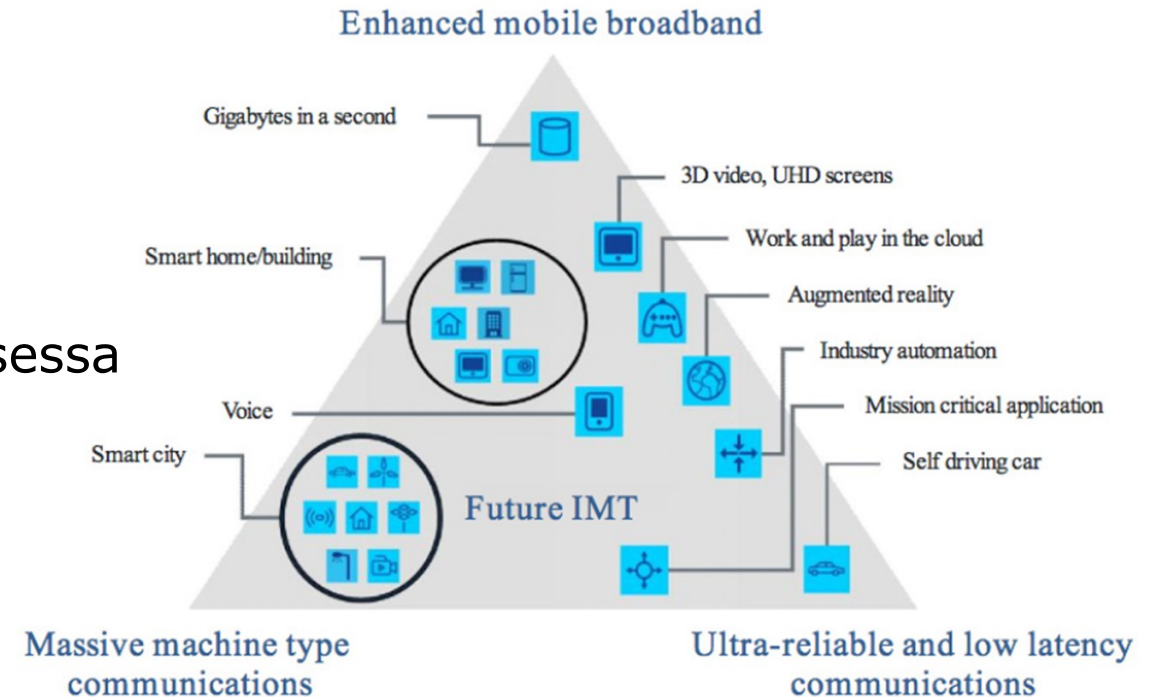 Enhanced mobile broadband
Gigabytes in a second
3D video, UHD screens
Work and play in the cloud
Smart home/building
Augmented reality
sessa
Industry automation
Voice
Mission critical application
Smart city
Self driving car
Future IMT
Massive machine type
communications
Ultra-reliable and low latency
communications